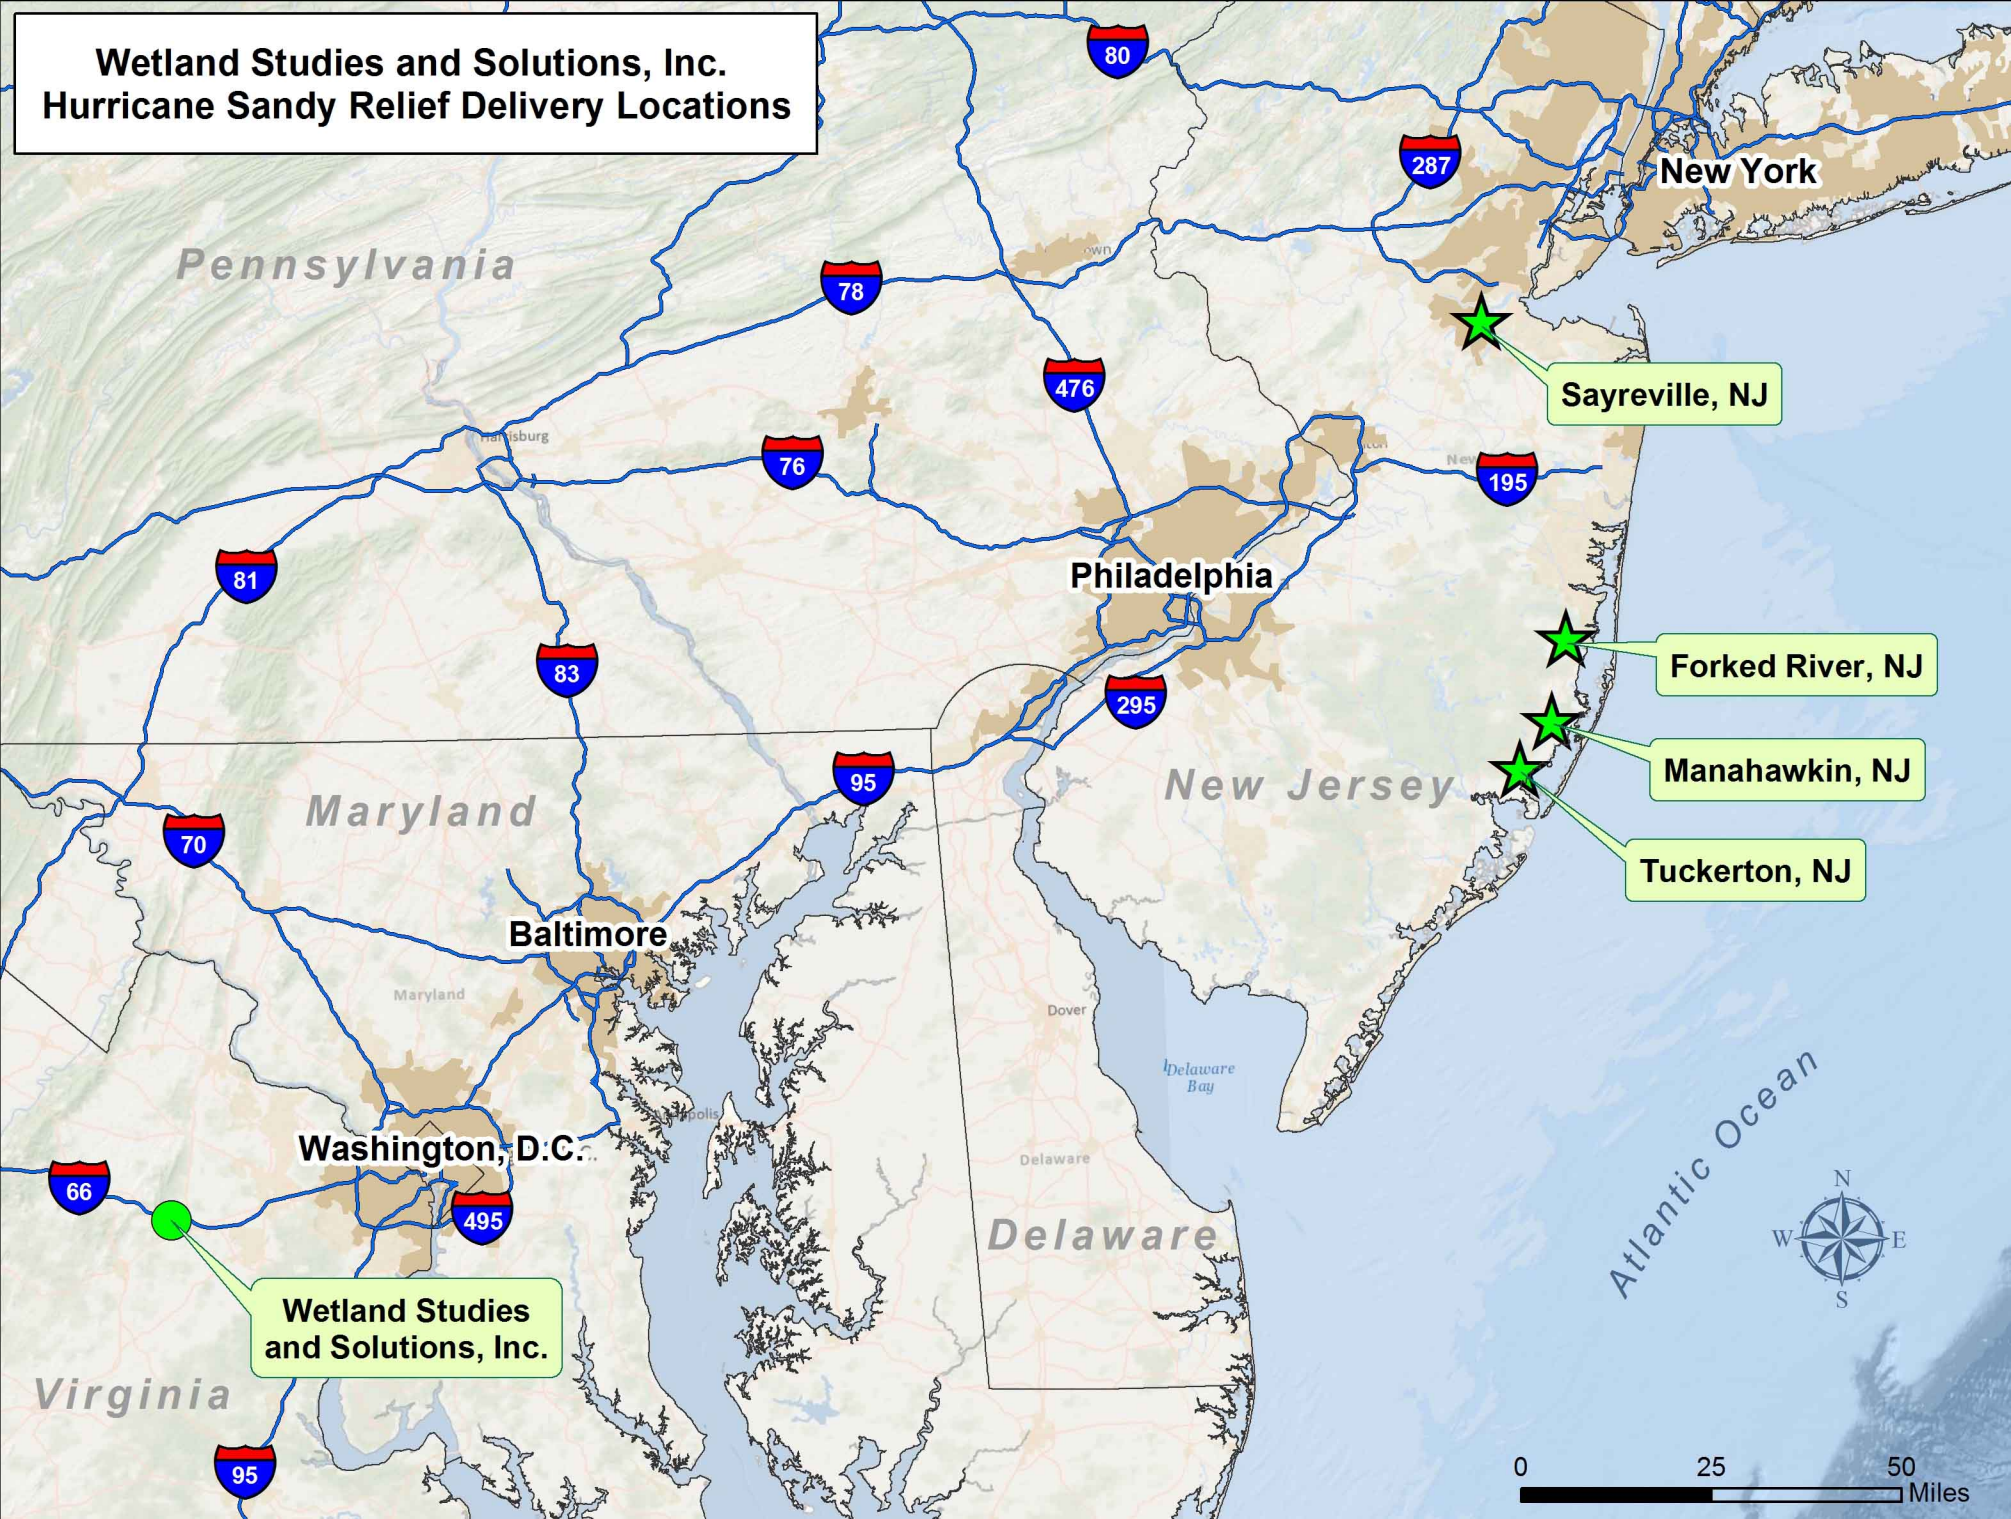 Wetland Studies and Solutions, Inc.
Hurricane Sandy Relief Delivery Locations
80
287
New York
Pennsylvania
78
Sayreville, NJ
476
76
195
81
Philadelphia
83
Forked River, NJ
295
95
Manahawkin, NJ
New Jersey
Maryland
70
Tuckerton, NJ
Baltimore
Maryland
Dover
Delaware
Bay
Atlantic Ocean
Washington, D.C.
Delaware
66
495
Delaware
N
W E
S
Wetland Studies
and Solutions, Inc.
Virginia
95
0 25 50
Miles